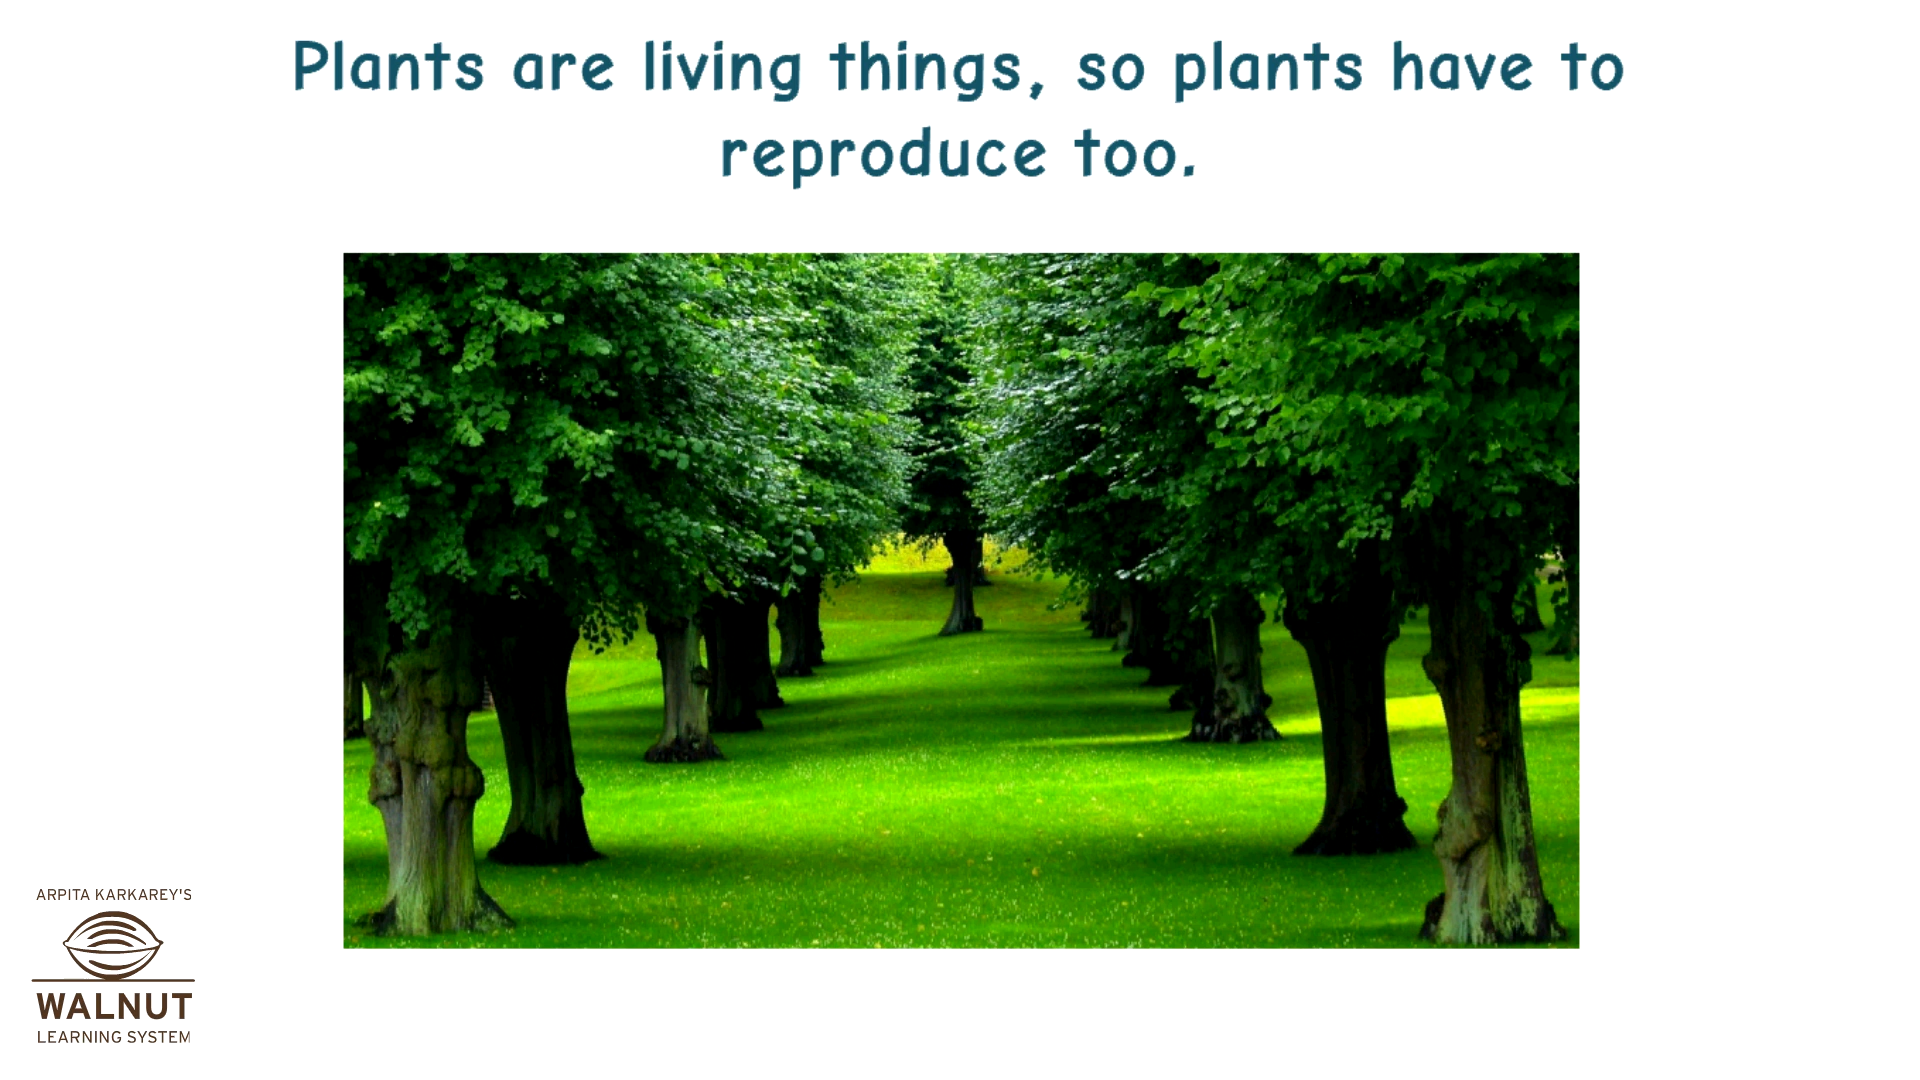 Plants are living things, so plants have to
reproduce too.
ARPITA KARKAREY'S
WALNUT
LEARNING SYSTEM